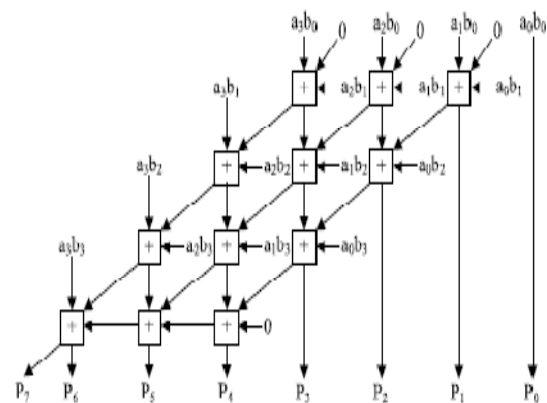 a₃b₀ 0 a₂b₀ 0 a₁b₀ 0 a₀b₀
a₃b₁ + a₂b₁ + a₁b₁ + a₀b₁
a₃b₂ + a₂b₂ + a₁b₂ + a₀b₂
a₃b₃ + a₂b₃ + a₁b₃ + a₀b₃
+ + + 0
P₇ P₆ P₅ P₄ P₃ P₂ P₁ P₀